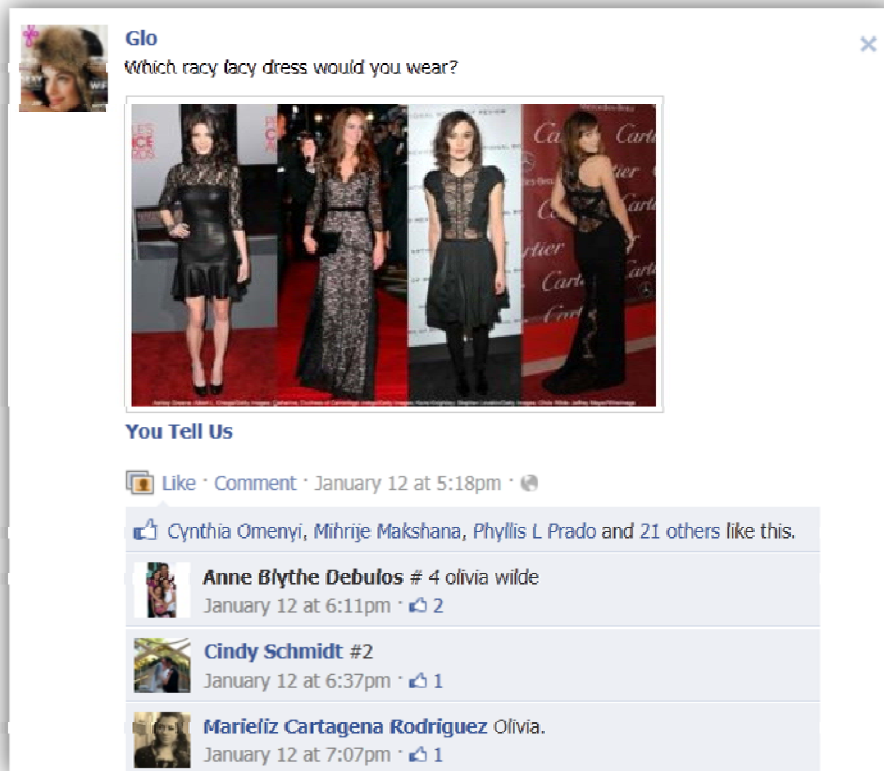 Glo
Which racy lacy dress would you wear?
You Tell Us
Like · Comment · January 12 at 5:18pm ·
Cynthia Omenyi, Mihrije Makshana, Phyllis L Prado and 21 others like this.
Anne Blythe Debulos # 4 olivia wilde
January 12 at 6:11pm · 2
Cindy Schmidt #2
January 12 at 6:37pm · 1
Marieliz Cartagena Rodriguez Olivia.
January 12 at 7:07pm · 1